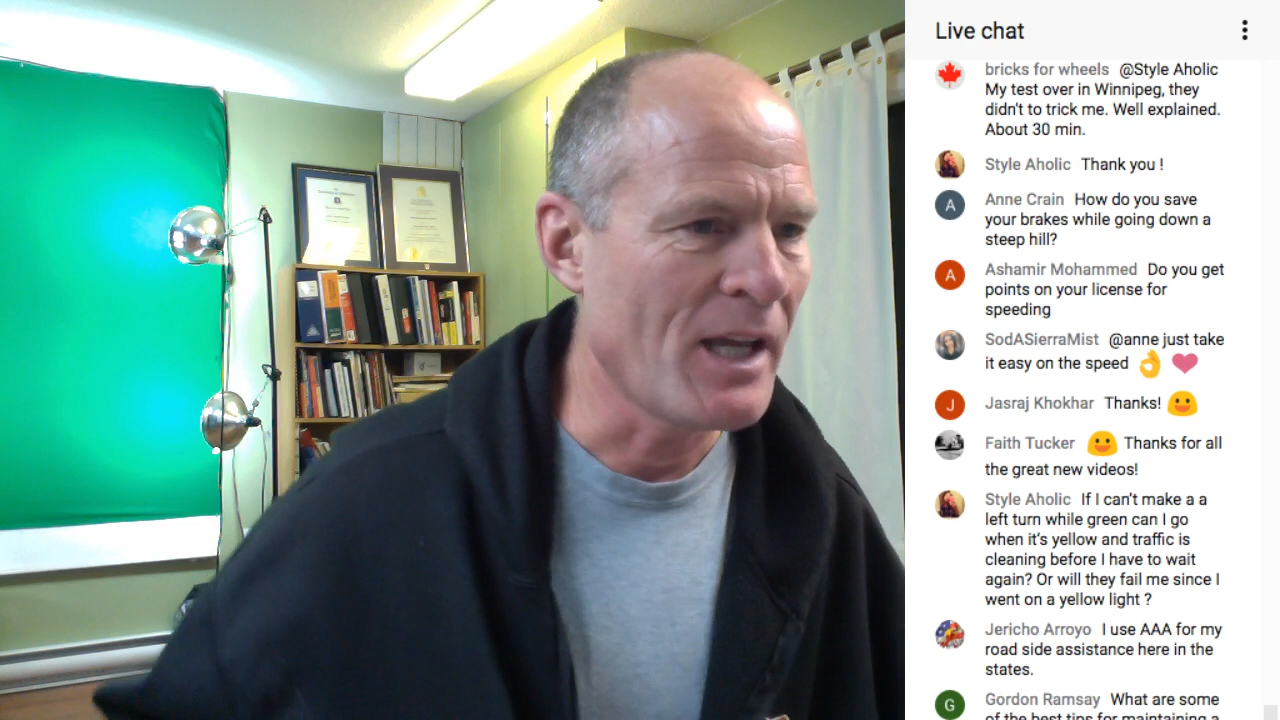 Live chat
bricks for wheels @Style Aholic
My test over in Winnipeg, they
didn't to trick me. Well explained.
About 30 min.
Style Aholic Thank you !
Anne Crain How do you save
your brakes while going down a
steep hill?
Ashamir Mohammed Do you get
points on your license for
speeding
SodASierraMist @anne just take
it easy on the speed 👌 ❤
Jasraj Khokhar Thanks! 😃
Faith Tucker 😃 Thanks for all
the great new videos!
Style Aholic If I can't make a a
left turn while green can I go
when it's yellow and traffic is
cleaning before I have to wait
again? Or will they fail me since I
went on a yellow light ?
Jericho Arroyo I use AAA for my
road side assistance here in the
states.
Gordon Ramsay What are some
of the best tips for maintaining a